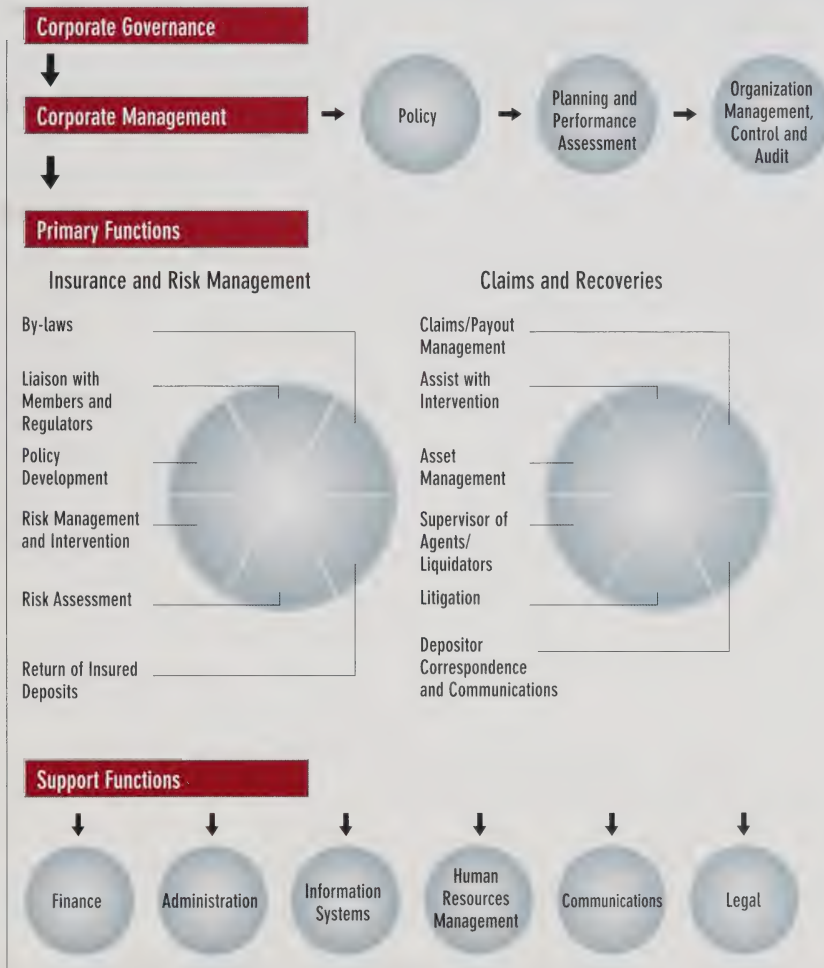 Corporate Governance
Corporate Management
Policy
Planning and
Performance
Assessment
Organization
Management,
Control and
Audit
Primary Functions
Insurance and Risk Management
By-laws
Liaison with
Members and
Regulators
Policy
Development
Risk Management
and Intervention
Risk Assessment
Return of Insured
Deposits
Claims and Recoveries
Claims/Payout
Management
Assist with
Intervention
Asset
Management
Supervisor of
Agents/
Liquidators
Litigation
Depositor
Correspondence
and Communications
Support Functions
Finance
Administration
Information
Systems
Human
Resources
Management
Communications
Legal